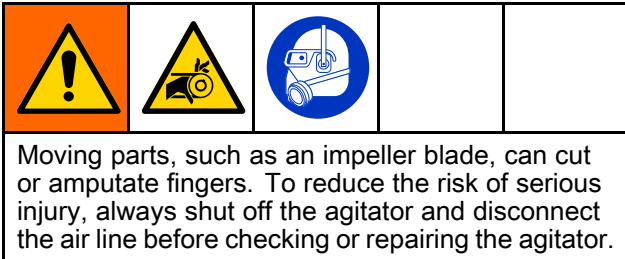 Moving parts, such as an impeller blade, can cut
or amputate fingers. To reduce the risk of serious
injury, always shut off the agitator and disconnect
the air line before checking or repairing the agitator.